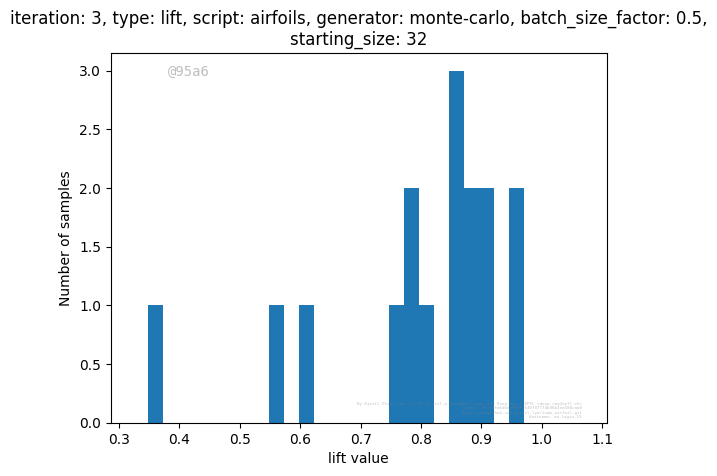 iteration: 3, type: lift, script: airfoils, generator: monte-carlo, batch_size_factor: 0.5,
starting_size: 32
@95a6
3.0
2.5
2.0
1.5
1.0
0.5
0.0
Number of samples
0.3 0.4 0.5 0.6 0.7 0.8 0.9 1.0 1.1
lift value